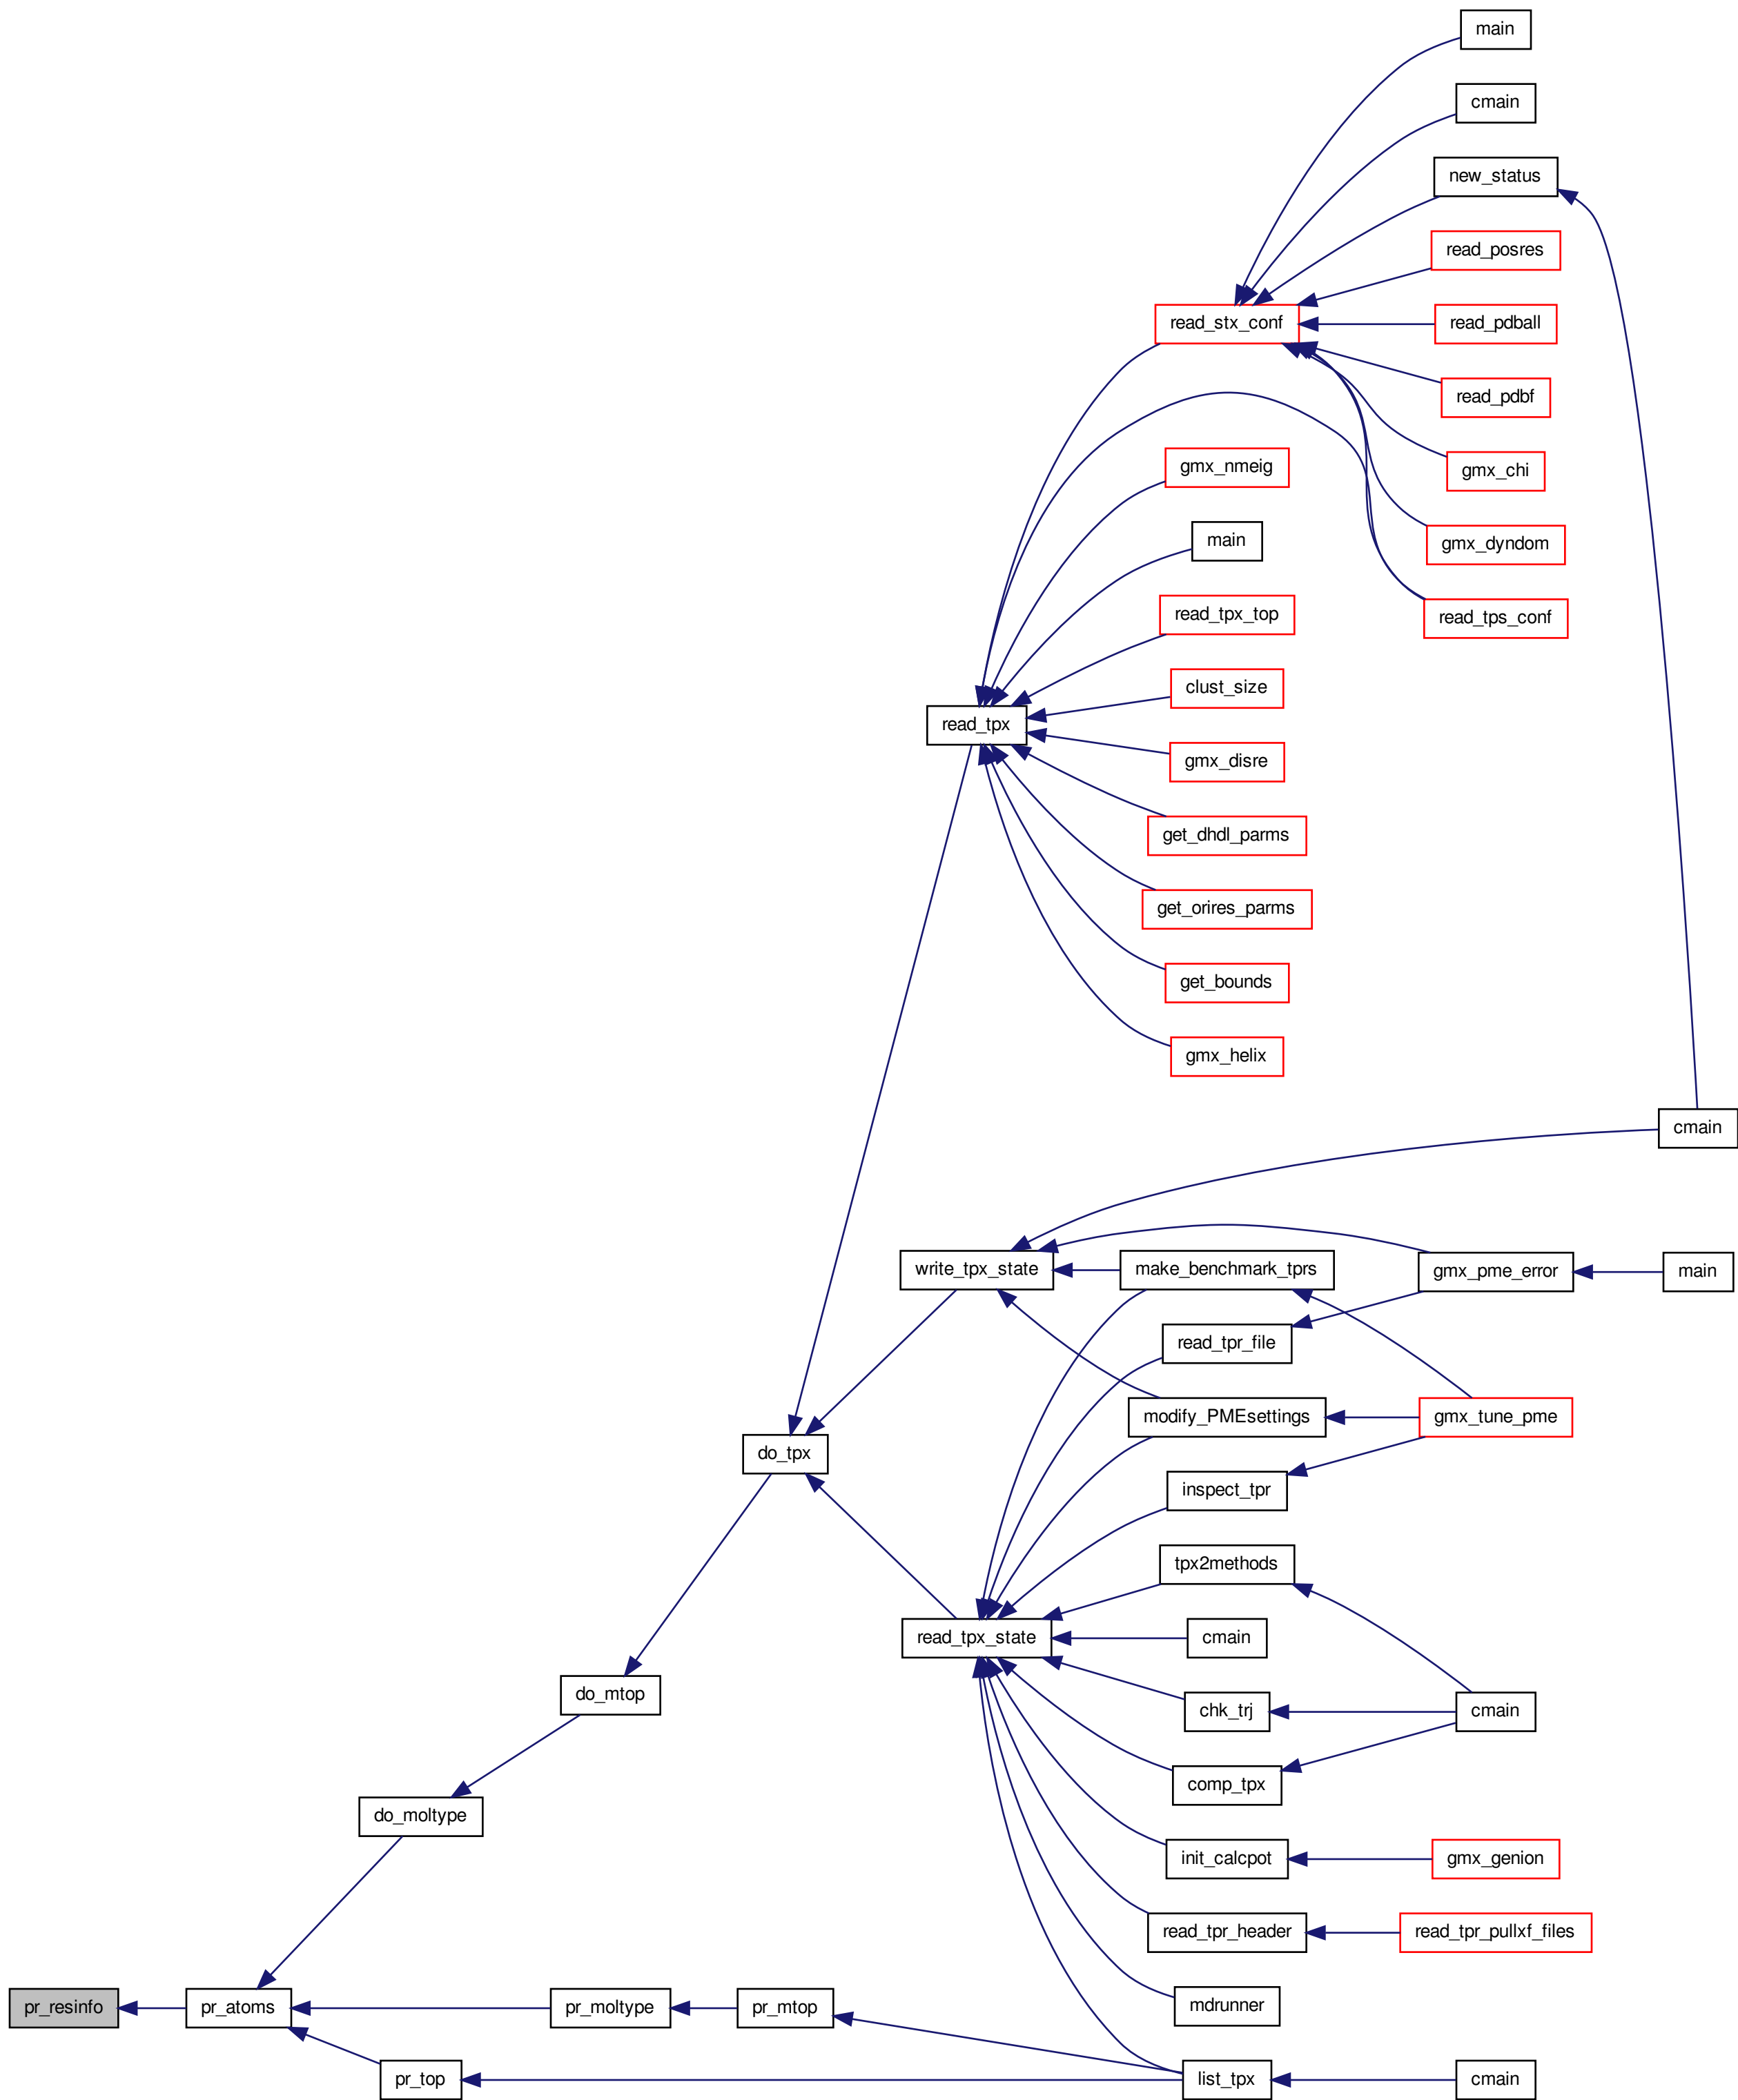 main
cmain
new_status
read_posres
read_stx_conf
read_pdball
read_pdbf
gmx_nmeig
gmx_chi
main
gmx_dyndom
read_tpx_top
read_tps_conf
clust_size
read_tpx
gmx_disre
get_dhdl_parms
get_orires_parms
get_bounds
gmx_helix
cmain
write_tpx_state
make_benchmark_tprs
gmx_pme_error
main
read_tpr_file
modify_PMEsettings
gmx_tune_pme
do_tpx
inspect_tpr
tpx2methods
read_tpx_state
cmain
do_mtop
chk_trj
cmain
comp_tpx
do_moltype
init_calcpot
gmx_genion
read_tpr_header
read_tpr_pullxf_files
pr_resinfo
pr_atoms
pr_moltype
pr_mtop
mdrunner
pr_top
list_tpx
cmain